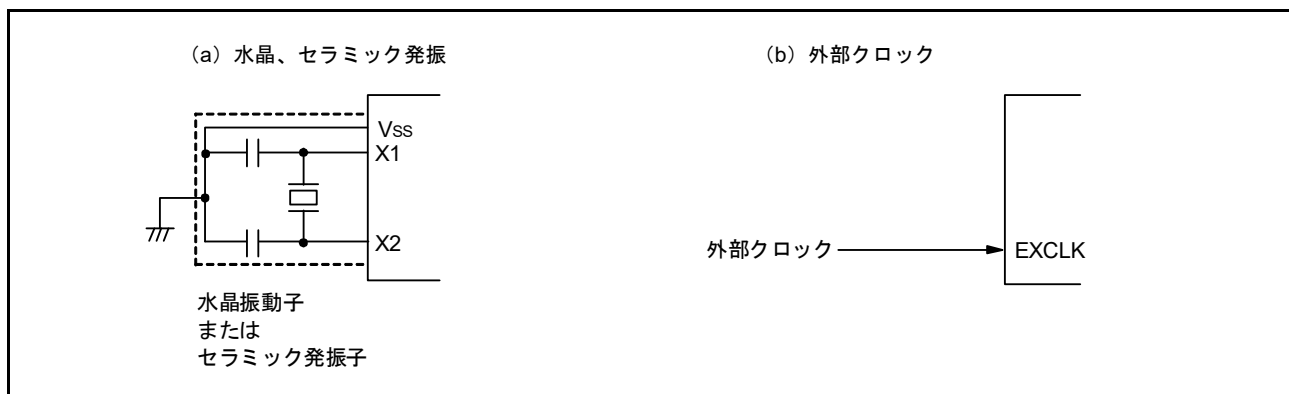 (a) 水晶、セラミック発振
VSS
X1
X2
水晶振動子
または
セラミック発振子
(b) 外部クロック
外部クロック
EXCLK